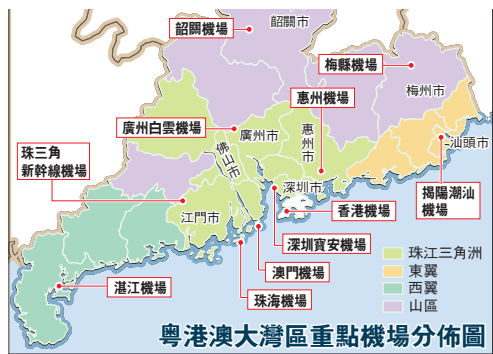 韶關機場
韶關市
梅縣機場
梅州市
惠州機場
廣州白雲機場
廣州市
惠州市
汕頭市
珠三角
新幹線機場
佛山市
深圳市
揭陽潮汕
機場
江門市
香港機場
深圳寶安機場
澳門機場
湛江機場
珠海機場
珠江三角洲
東翼
西翼
山區
粵港澳大灣區重點機場分佈圖